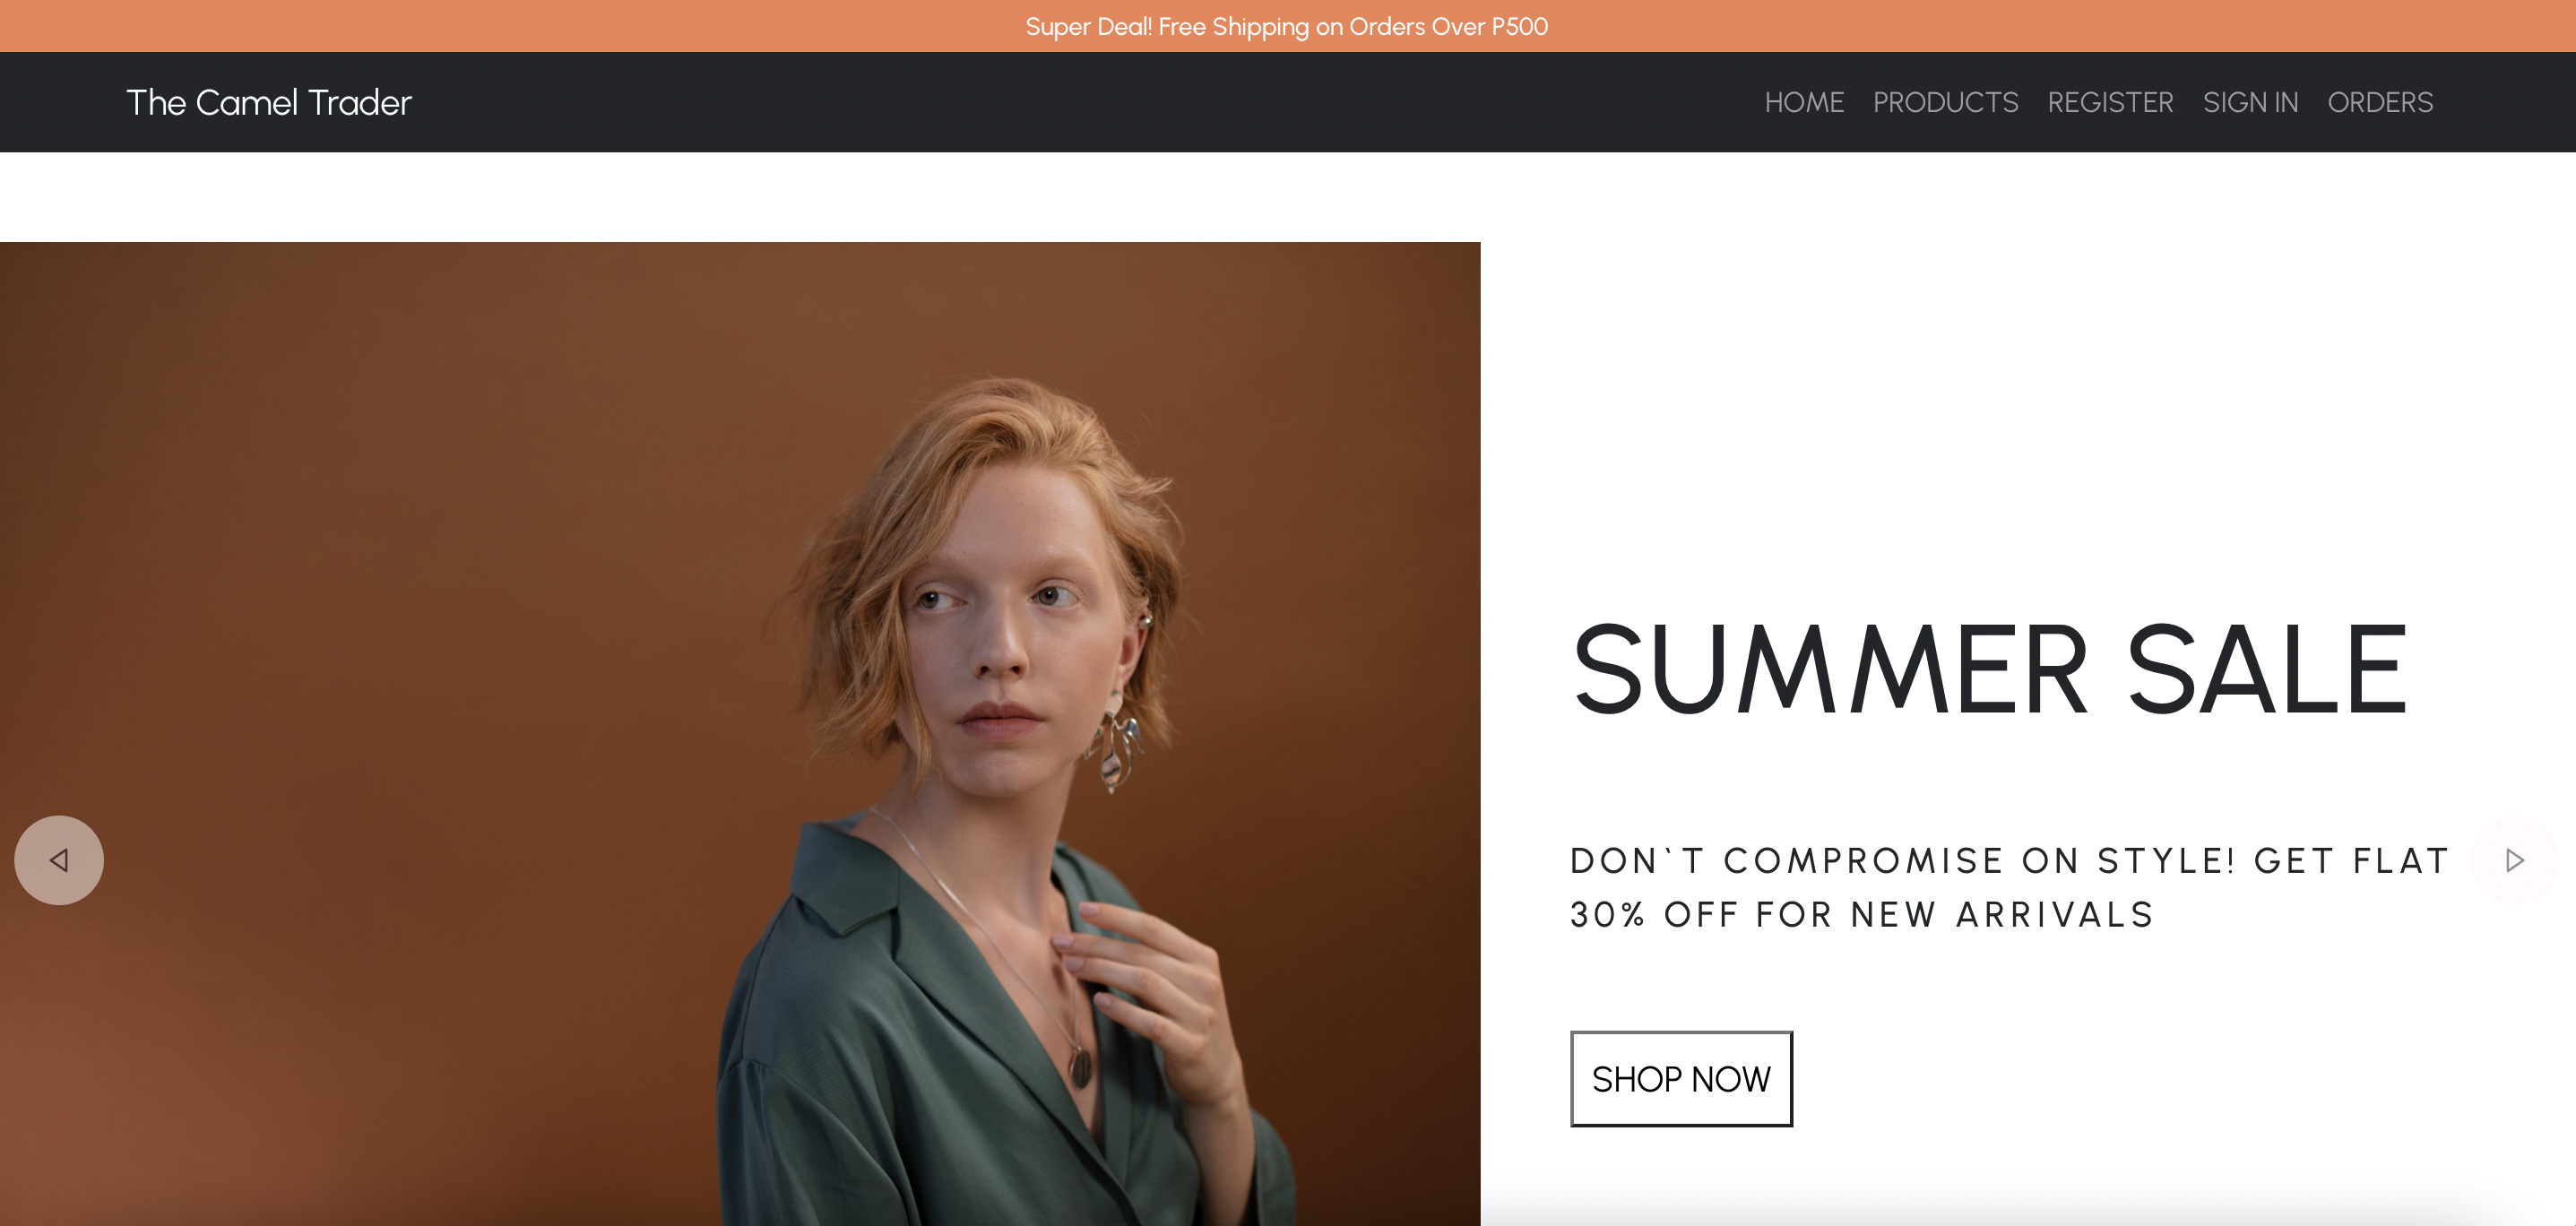 Super Deal! Free Shipping on Orders Over P500
The Camel Trader
HOME PRODUCTS REGISTER SIGN IN ORDERS
SUMMER SALE
DON`T COMPROMISE ON STYLE! GET FLAT
30% OFF FOR NEW ARRIVALS
SHOP NOW